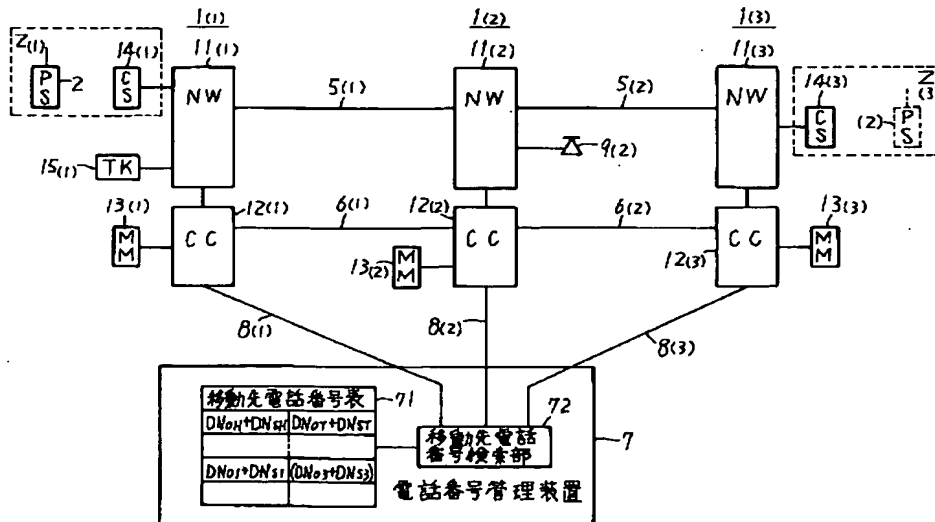 1(1)
1(2)
1(3)
Z(1)
14(1)
11(1)
11(2)
11(3)
PS
2
CS
NW
5(1)
NW
5(2)
NW
14(3)
CS
Z(3)
(2)
PS
9(2)
15(1)
TK
13(1)
MM
12(1)
CC
6(1)
12(2)
CC
13(2)
MM
6(2)
CC
12(3)
13(3)
MM
8(1)
8(2)
8(3)
移動先電話番号表
71
DNOH+DNSH
DNOT+DNST
DNO1+DNS1
(DNO3+DNS3)
72
移動先電話
番号検索部
7
電話番号管理装置